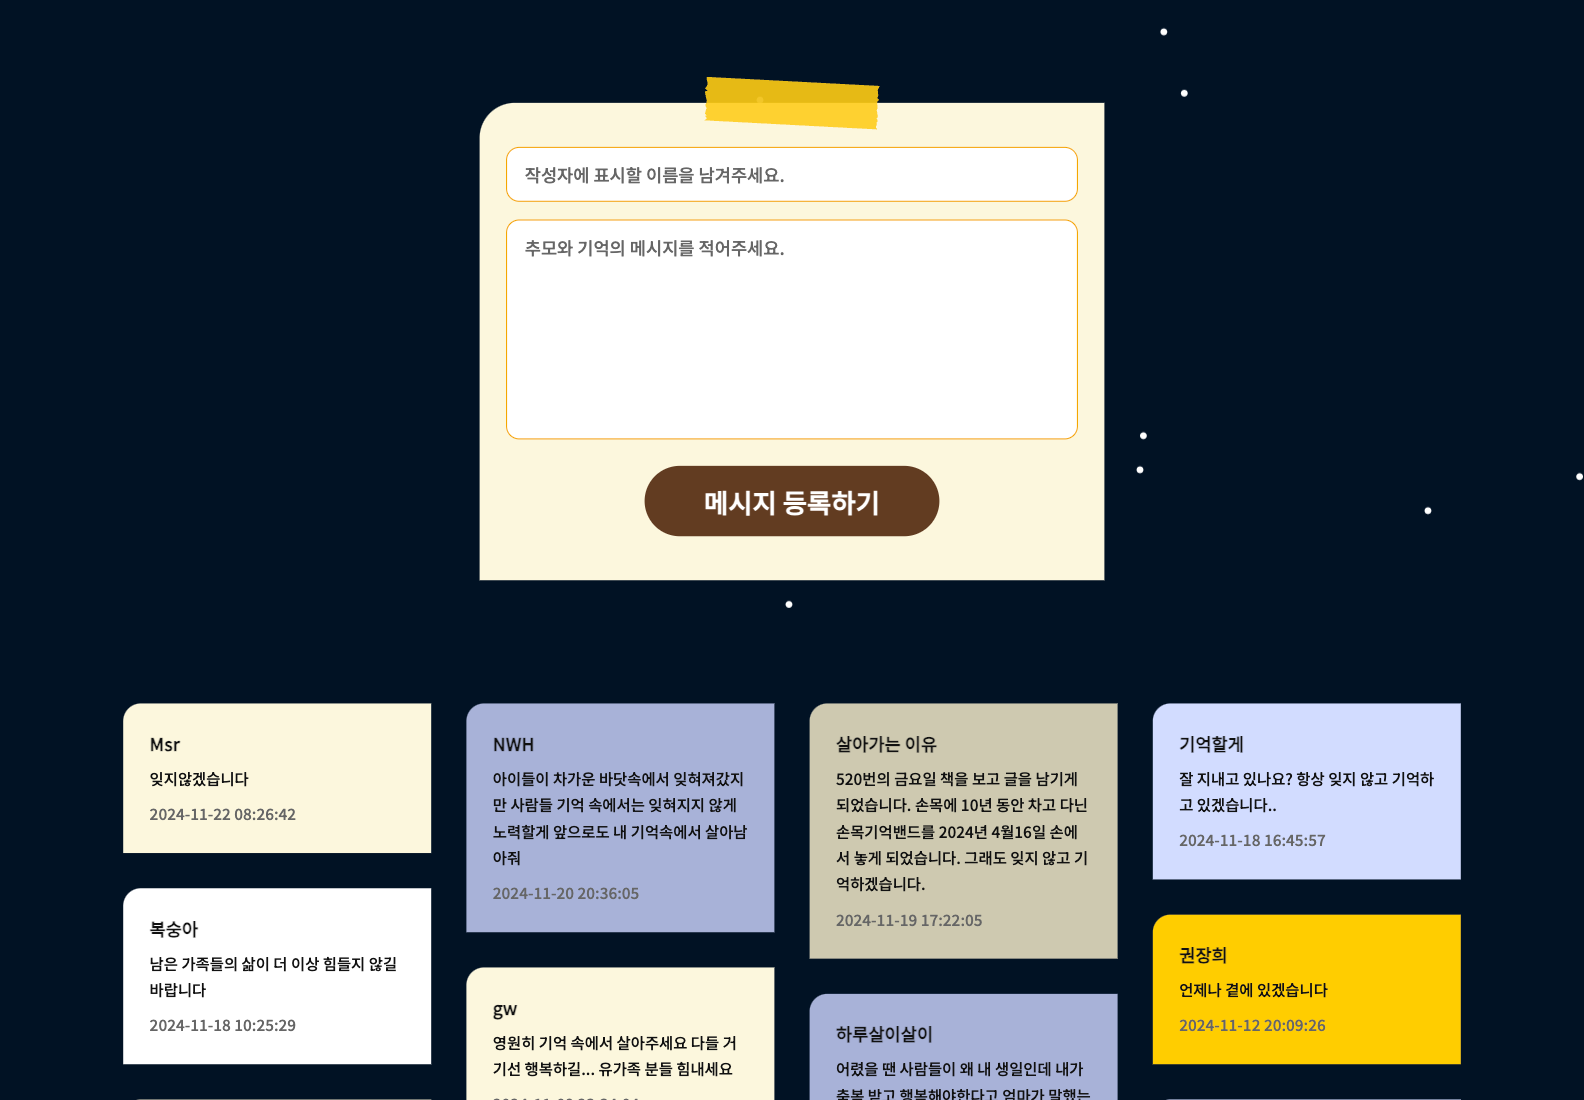 작성자에 표시할 이름을 남겨주세요.
추모와 기억의 메시지를 적어주세요.
메시지 등록하기
Msr
잊지않겠습니다
2024-11-22 08:26:42
복숭아
남은 가족들의 삶이 더 이상 힘들지 않길
바랍니다
2024-11-18 10:25:29
NWH
아이들이 차가운 바닷속에서 잊혀져갔지
만 사람들 기억 속에서는 잊혀지지 않게
노력할게 앞으로도 내 기억속에서 살아남
아줘
2024-11-20 20:36:05
gw
영원히 기억 속에서 살아주세요 다들 거
기선 행복하길... 유가족 분들 힘내세요
살아가는 이유
520번의 금요일 책을 보고 글을 남기게
되었습니다. 손목에 10년 동안 차고 다닌
손목기억밴드를 2024년 4월16일 손에
서 놓게 되었습니다. 그래도 잊지 않고 기
억하겠습니다.
2024-11-19 17:22:05
하루살이살이
어렸을 땐 사람들이 왜 내 생일인데 내가
축복 받고 행복해야한다고 엄마가 말했는
기억할게
잘 지내고 있나요? 항상 잊지 않고 기억하
고 있겠습니다..
2024-11-18 16:45:57
권장희
언제나 곁에 있겠습니다
2024-11-12 20:09:26